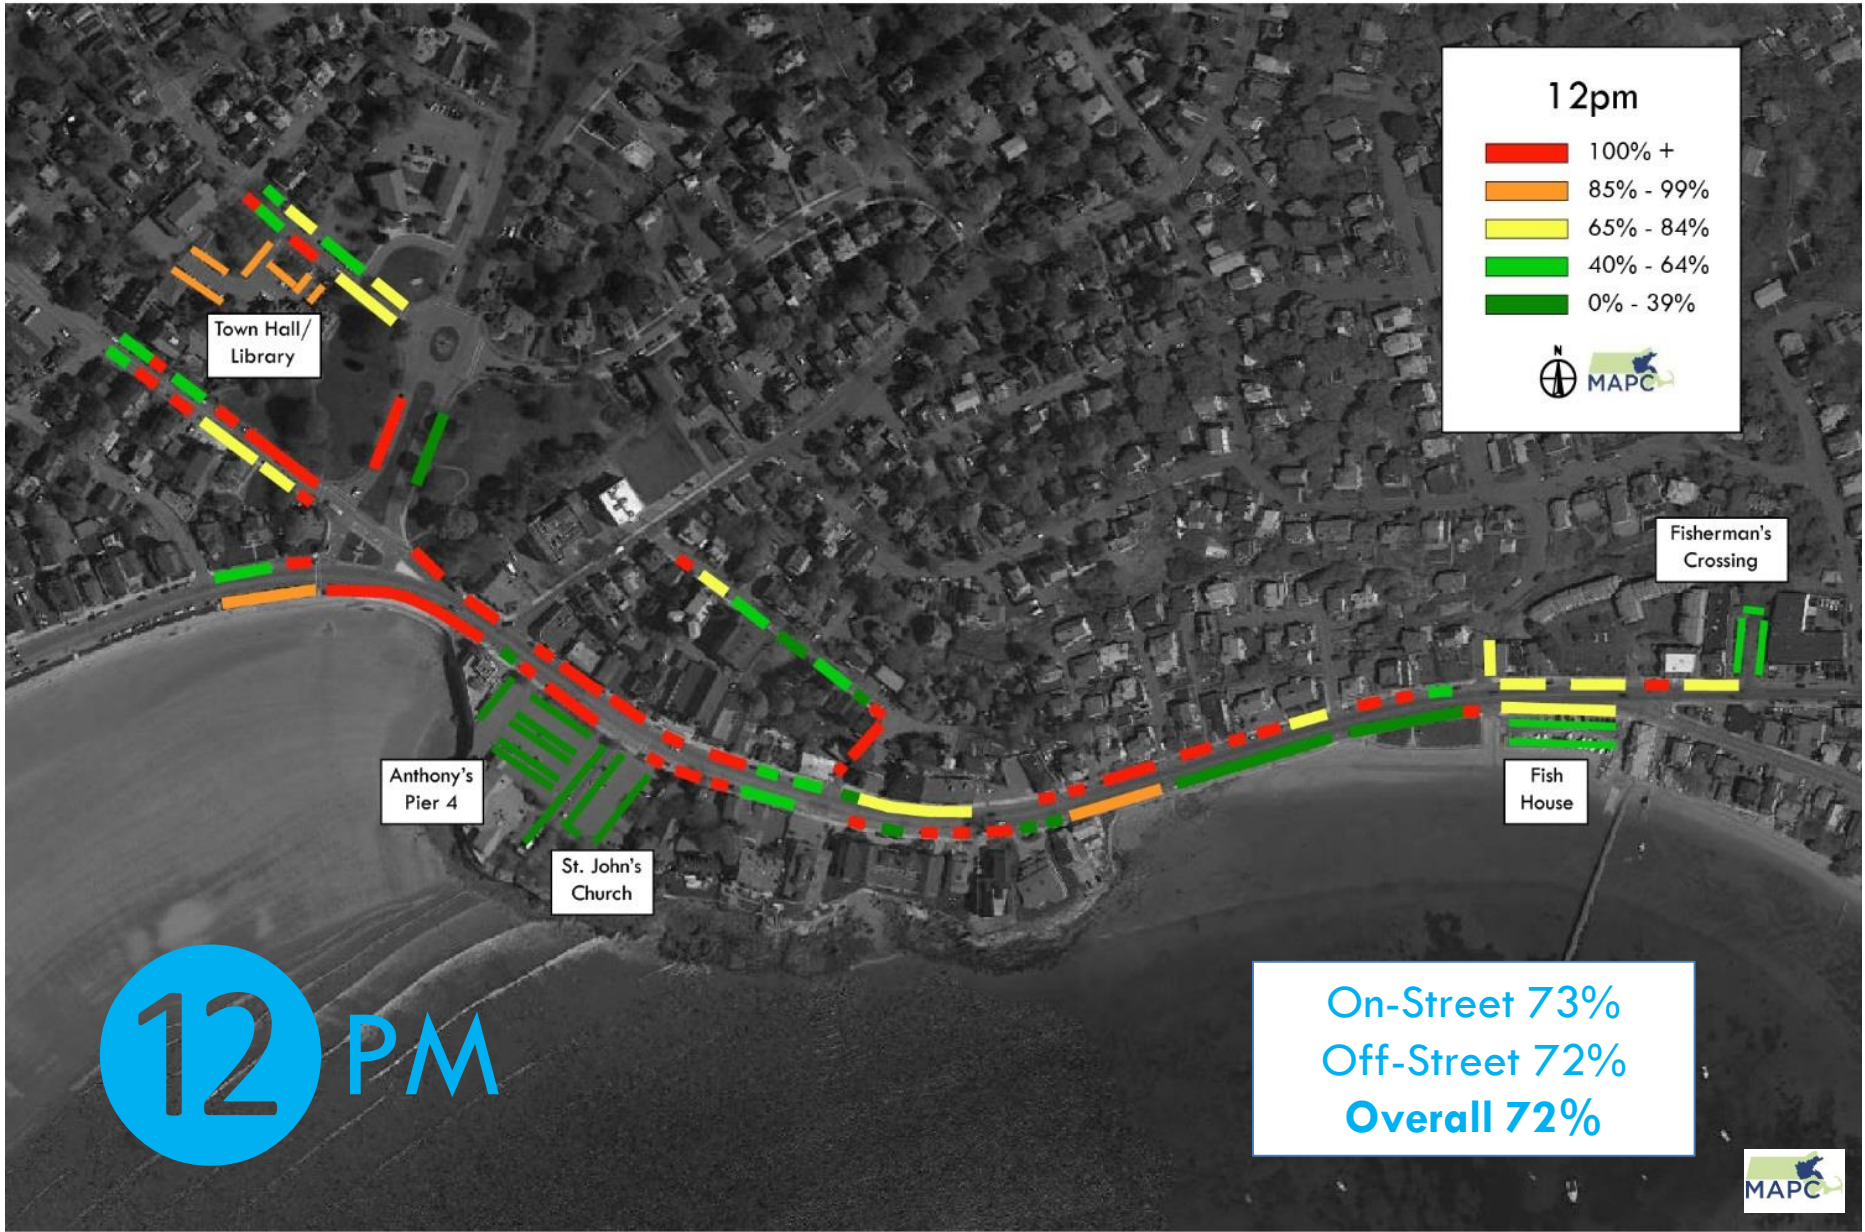 12pm
100% +
85% - 99%
65% - 84%
40% - 64%
0% - 39%
N
MAPC
Town Hall/
Library
Fisherman's
Crossing
Anthony's
Pier 4
Fish
House
St. John's
Church
12 PM
On-Street 73%
Off-Street 72%
Overall 72%
MAPC